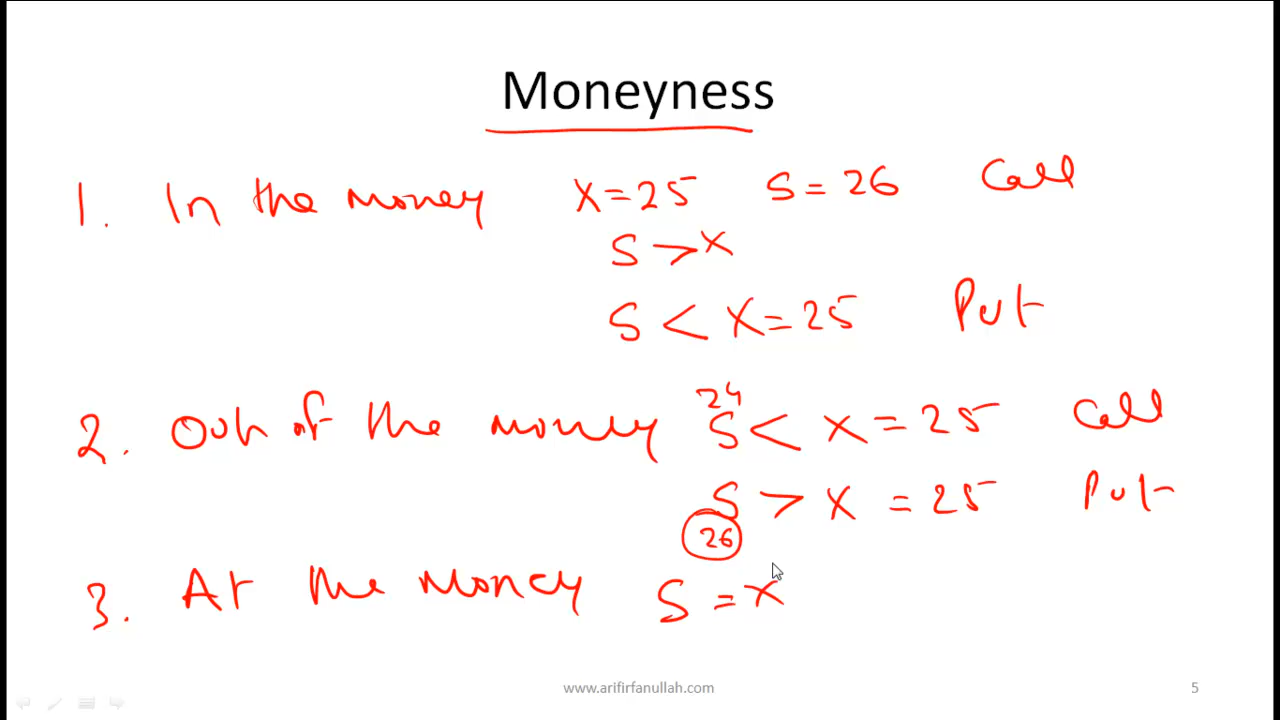 Moneyness
1. In the money X = 25 S = 26 Call
S > X
S < X = 25 Put
24
2. Out of the money S < X = 25 Call
S > X = 25 Put
26
3. At the money S = X
www.arifirfanullah.com 5